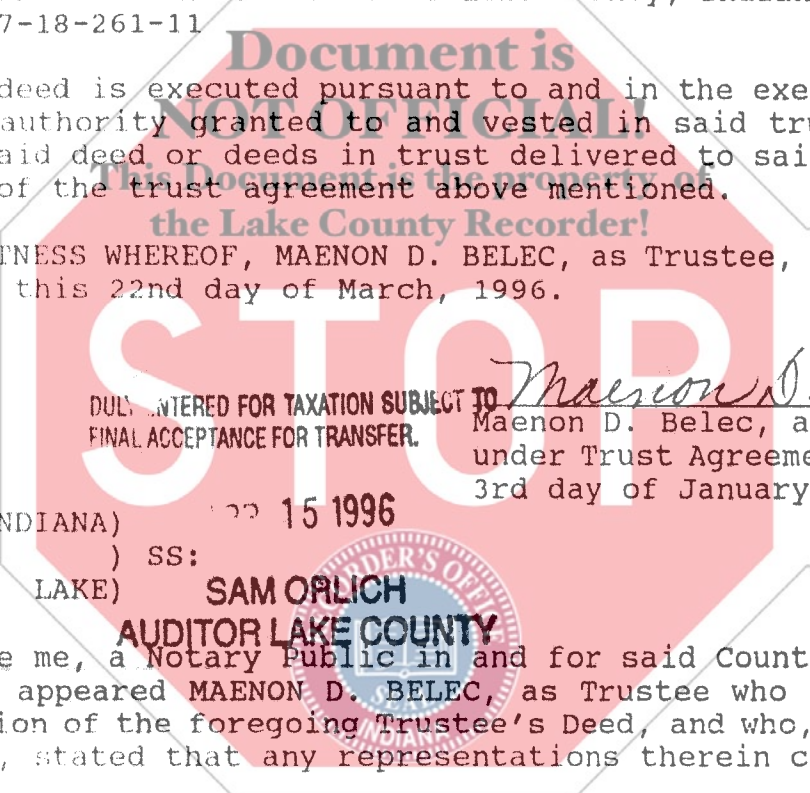 7-18-261-11
Document is
deed is executed pursuant to and in the exe
NOT OFFICIAL!
authority granted to and vested in said tru
aid deed or deeds in trust delivered to sai
This Document is the property of
of the trust agreement above mentioned.
the Lake County Recorder!
TNESS WHEREOF, MAENON D. BELEC, as Trustee,
this 22nd day of March, 1996.
STOP
Maenon D.
DULY ENTERED FOR TAXATION SUBJECT TO
FINAL ACCEPTANCE FOR TRANSFER.
Maenon D. Belec, a
under Trust Agreeme
3rd day of January
15 1996
NDIANA)
) SS:
LAKE)
SAM ORLICH
AUDITOR LAKE COUNTY
RECORDER'S OFFICE
SEAL
INDIANA
e me, a Notary Public in and for said Count
appeared MAENON D. BELEC, as Trustee who
ion of the foregoing Trustee's Deed, and who,
, stated that any representations therein c